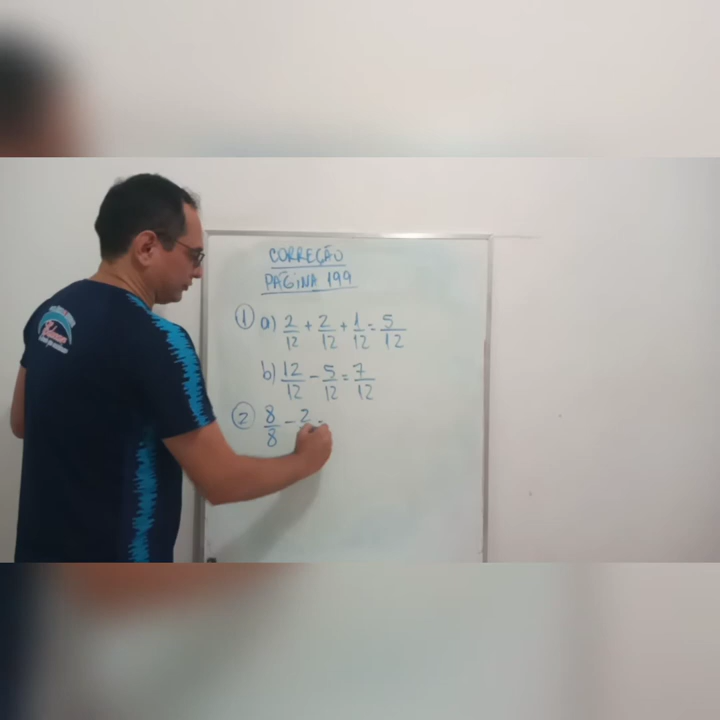 CORREÇÃO
PÁGINA 199
1 a) 2/12 + 2/12 + 1/12 = 5/12
b) 12/12 - 5/12 = 7/12
2 8/8 - 2